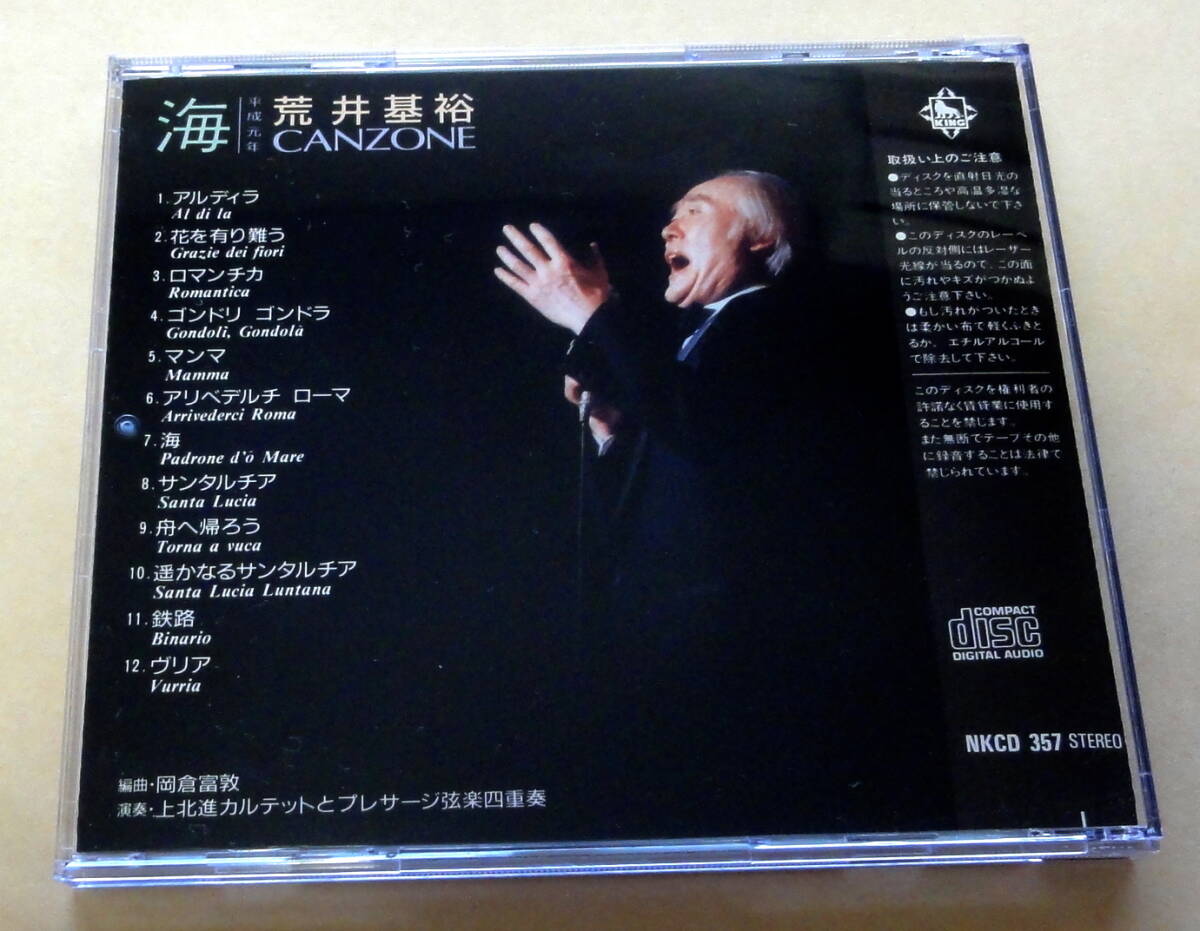 海
平成元年
荒井基裕
CANZONE
1.アルディラ
Al di la
2.花を有り難う
Grazie dei fiori
3.ロマンチカ
Romantica
4.ゴンドリ ゴンドラ
Gondolì, Gondolà
5.マンマ
Mamma
6.アリベデルチ ローマ
Arrivederci Roma
7.海
Padrone d'ò Mare
8.サンタルチア
Santa Lucia
9.舟へ帰ろう
Torna a vuca
10.遥かなるサンタルチア
Santa Lucia Luntana
11.鉄路
Binario
12.ヴリア
Vurria
編曲・岡倉富敦
演奏・上北進カルテットとプレサージ弦楽四重奏
KING
取扱い上のご注意
●ディスクを直射日光の
当るところや高温多湿な
場所に保管しないで下さ
い。
●このディスクのレーベ
ルの反対側にはレーザー
光線が当るので、この面
に汚れやキズがつかぬよ
うご注意下さい。
●もし汚れがついたとき
は柔かい布で軽くふきと
るか、エチルアルコール
で除去して下さい。
このディスクを権利者の
許諾なく賃貸業に使用す
ることを禁じます。
また無断でテープその他
に録音することは法律で
禁じられています。
COMPACT
disc
DIGITAL AUDIO
NKCD 357 STEREO